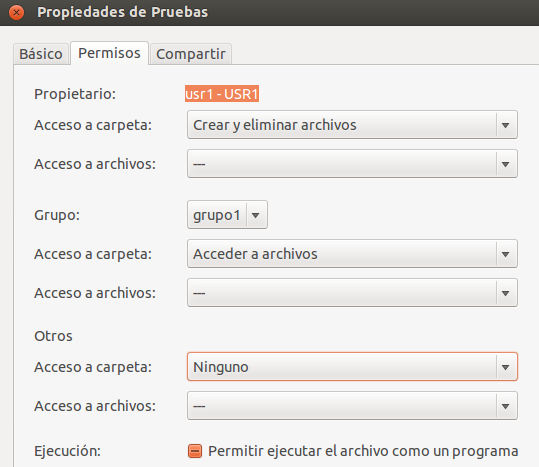 Propiedades de Pruebas
Básico Permisos Compartir
Propietario: usr1 - USR1
Acceso a carpeta: Crear y eliminar archivos
Acceso a archivos: ---
Grupo: grupo1
Acceso a carpeta: Acceder a archivos
Acceso a archivos: ---
Otros
Acceso a carpeta: Ninguno
Acceso a archivos: ---
Ejecución: Permitir ejecutar el archivo como un programa